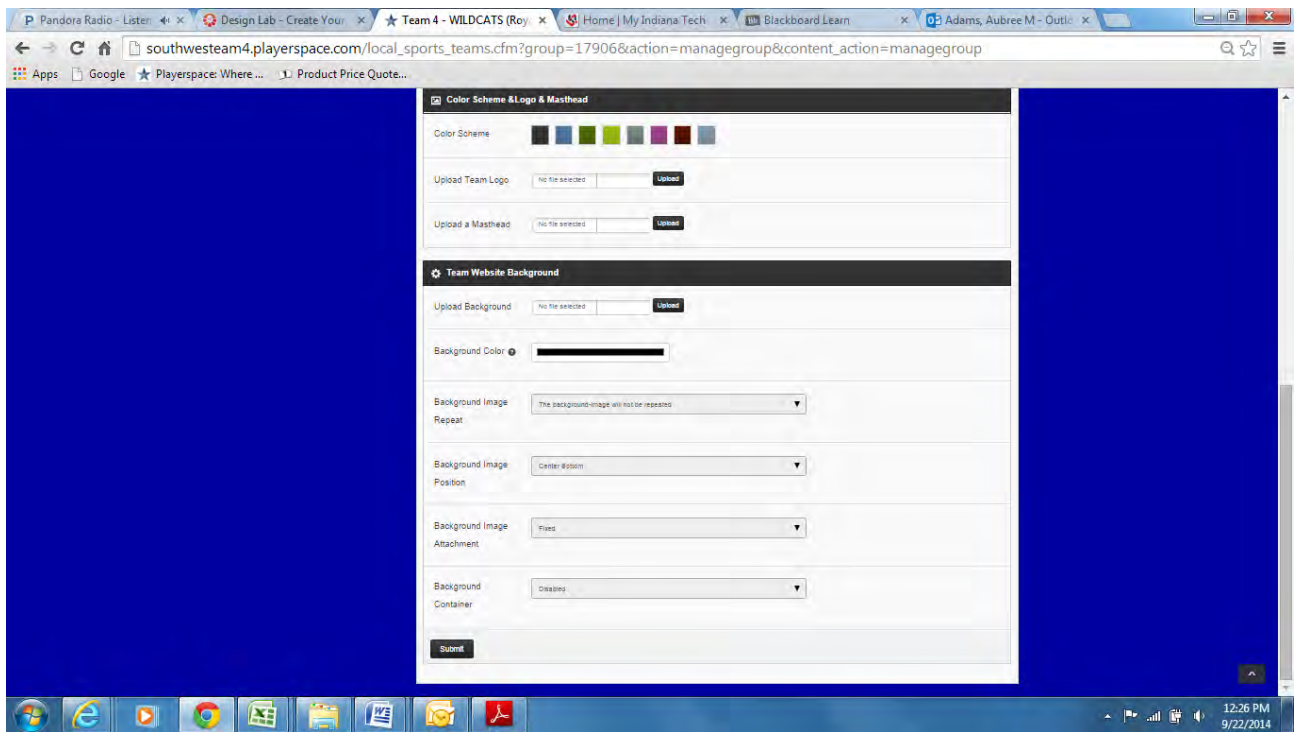 Pandora Radio - Listen
Design Lab - Create Your
Team 4 - WILDCATS (Roy
Home | My Indiana Tech
Blackboard Learn
Adams, Aubree M - Outlo
southwesteam4.playerspace.com/local_sports_teams.cfm?group=17906&action=managegroup&content_action=managegroup
Apps Google Playerspace: Where ... Product Price Quote...
Color Scheme &Logo & Masthead
Color Scheme
Upload Team Logo No file selected Upload
Upload a Masthead No file selected Upload
Team Website Background
Upload Background No file selected Upload
Background Color
Background Image The background-image will not be repeated
Repeat
Background Image Center Bottom
Position
Background Image Fixed
Attachment
Background Disabled
Container
Submit
12:26 PM
9/22/2014